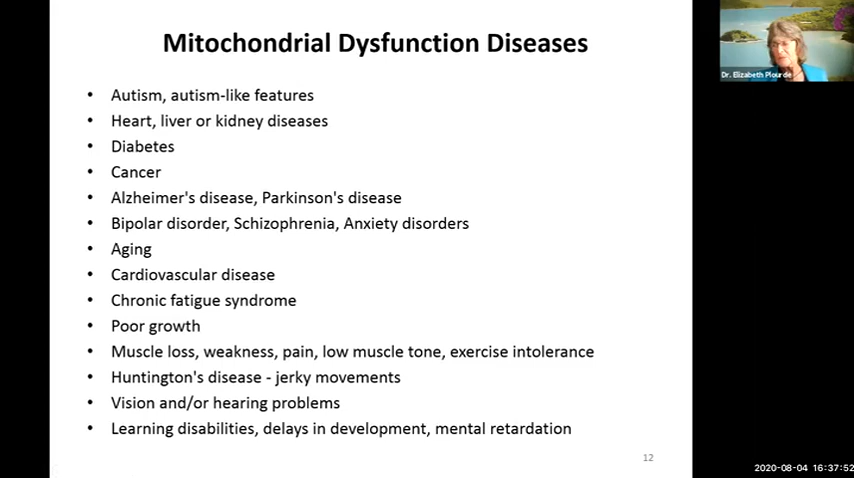 Mitochondrial Dysfunction Diseases
• Autism, autism-like features
• Heart, liver or kidney diseases
• Diabetes
• Cancer
• Alzheimer's disease, Parkinson's disease
• Bipolar disorder, Schizophrenia, Anxiety disorders
• Aging
• Cardiovascular disease
• Chronic fatigue syndrome
• Poor growth
• Muscle loss, weakness, pain, low muscle tone, exercise intolerance
• Huntington's disease - jerky movements
• Vision and/or hearing problems
• Learning disabilities, delays in development, mental retardation
12
Dr. Elizabeth Plourde
2020-08-04 16:37:52